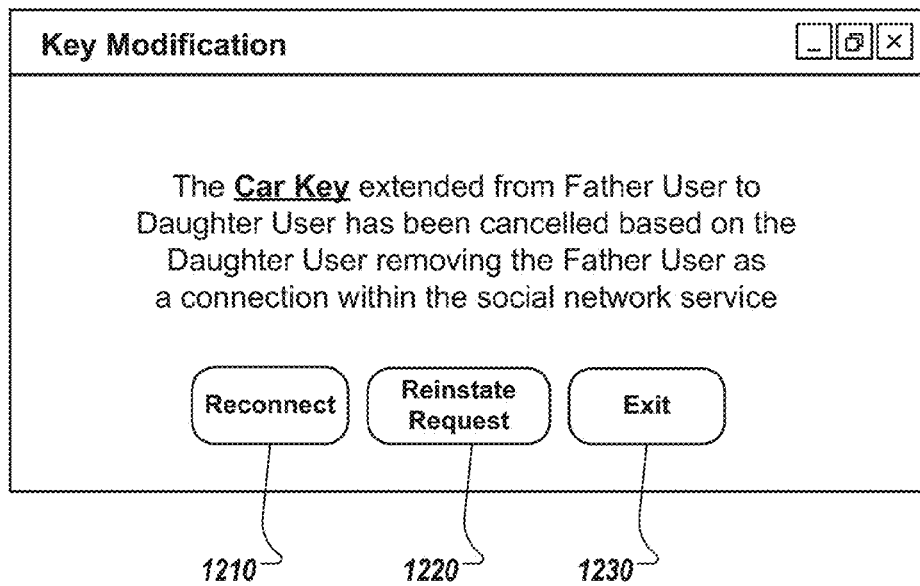 Key Modification
The Car Key extended from Father User to
Daughter User has been cancelled based on the
Daughter User removing the Father User as
a connection within the social network service
Reconnect
Reinstate
Request
Exit
1210
1220
1230